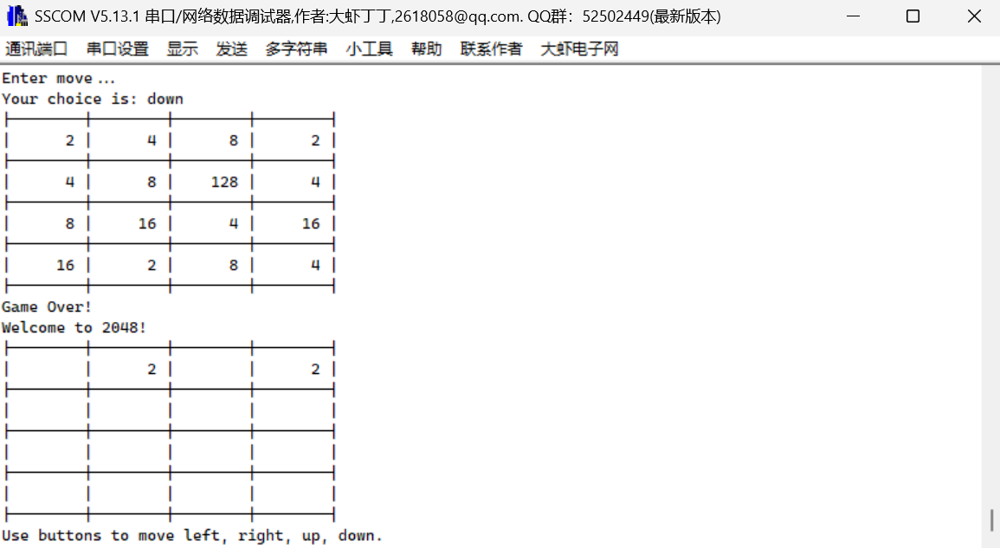 SSCOM V5.13.1 串口/网络数据调试器,作者:大虾丁丁,2618058@qq.com. QQ群：52502449(最新版本)
通讯端口 串口设置 显示 发送 多字符串 小工具 帮助 联系作者 大虾电子网
Enter move...
Your choice is: down
2 | 4 | 8 | 2
4 | 8 | 128 | 4
8 | 16 | 4 | 16
16 | 2 | 8 | 4
Game Over!
Welcome to 2048!
2 | | 2
Use buttons to move left, right, up, down.